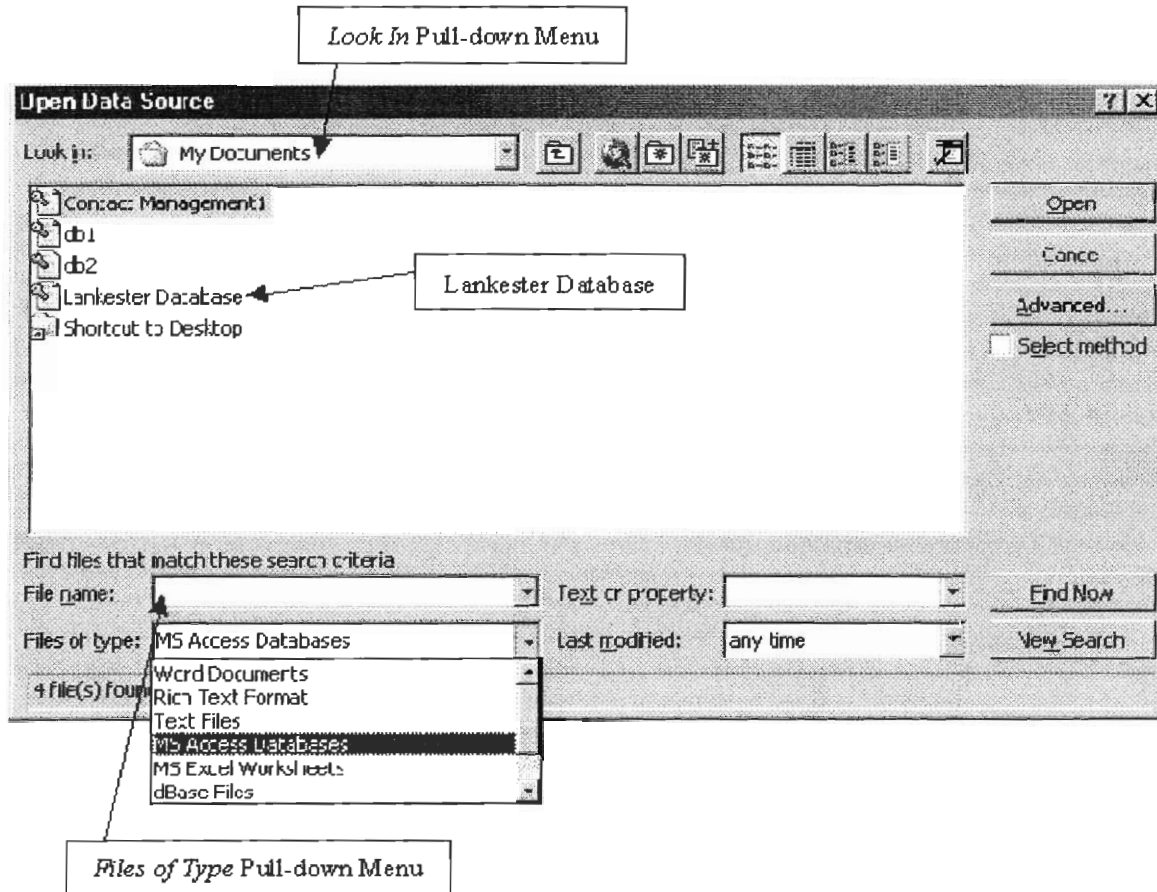 Look In Pull-down Menu
Open Data Source
Look in:
My Documents
Contact Management1
Open
db1
db2
Cancel
Lankester Database
Lankester Database
Advanced...
Shortcut to Desktop
Select method
Find files that match these search criteria
File name:
Text or property:
Find Now
Files of type: MS Access Databases
Last modified: any time
New Search
4 file(s) foun
Word Documents
Rich Text Format
Text Files
MS Access Databases
MS Excel Worksheets
dBase Files
Files of Type Pull-down Menu